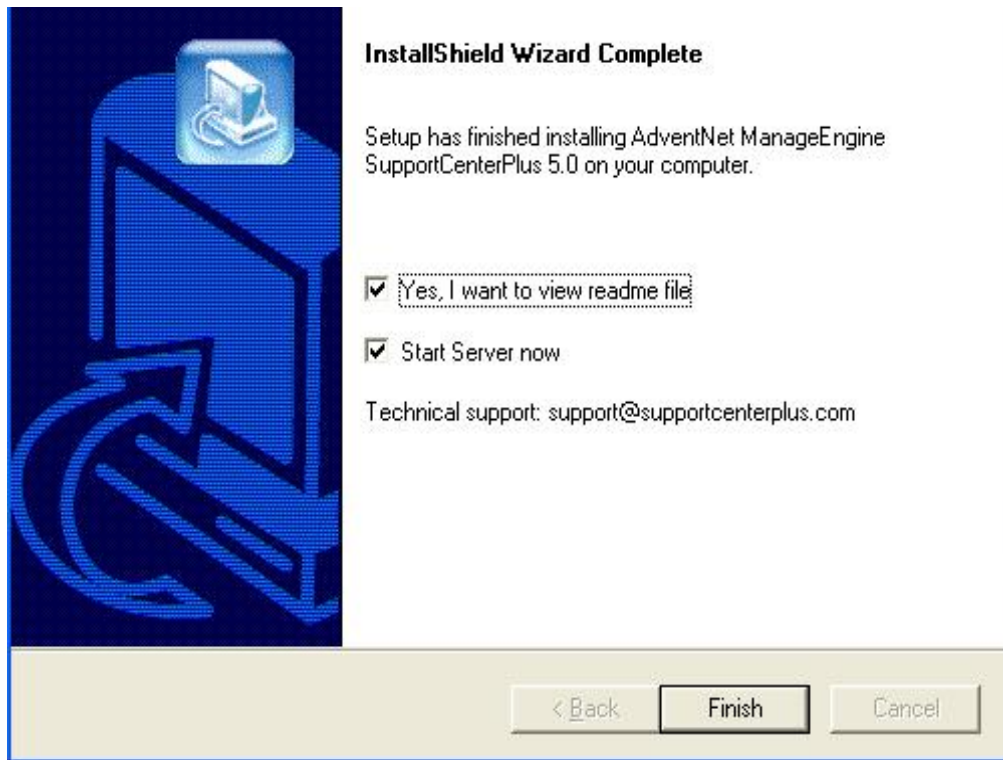 InstallShield Wizard Complete
Setup has finished installing AdventNet ManageEngine
SupportCenterPlus 5.0 on your computer.
Yes, I want to view readme file
Start Server now
Technical support: support@supportcenterplus.com
< Back
Finish
Cancel